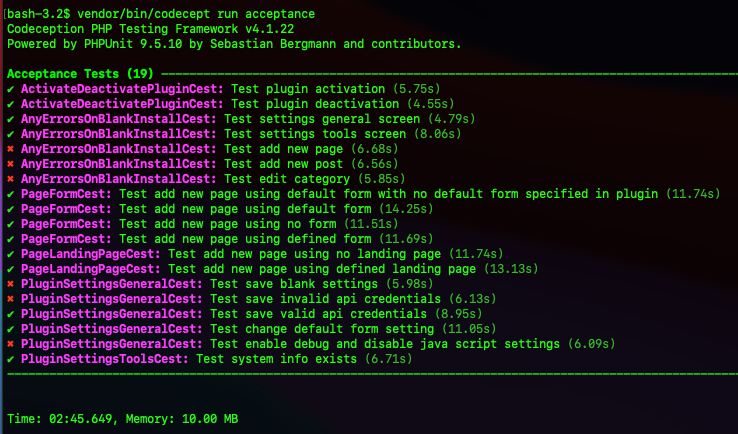 bash-3.2$ vendor/bin/codecept run acceptance
Codeception PHP Testing Framework v4.1.22
Powered by PHPUnit 9.5.10 by Sebastian Bergmann and contributors.
Acceptance Tests (19)
✔ ActivateDeactivatePluginCest: Test plugin activation (5.75s)
✔ ActivateDeactivatePluginCest: Test plugin deactivation (4.55s)
✔ AnyErrorsOnBlankInstallCest: Test settings general screen (4.79s)
✔ AnyErrorsOnBlankInstallCest: Test settings tools screen (8.06s)
✖ AnyErrorsOnBlankInstallCest: Test add new page (6.68s)
✖ AnyErrorsOnBlankInstallCest: Test add new post (6.56s)
✖ AnyErrorsOnBlankInstallCest: Test edit category (5.85s)
✔ PageFormCest: Test add new page using default form with no default form specified in plugin (11.74s)
✔ PageFormCest: Test add new page using default form (14.25s)
✔ PageFormCest: Test add new page using no form (11.51s)
✔ PageFormCest: Test add new page using defined form (11.69s)
✔ PageLandingPageCest: Test add new page using no landing page (11.74s)
✔ PageLandingPageCest: Test add new page using defined landing page (13.13s)
✖ PluginSettingsGeneralCest: Test save blank settings (5.98s)
✖ PluginSettingsGeneralCest: Test save invalid api credentials (6.13s)
✔ PluginSettingsGeneralCest: Test save valid api credentials (8.95s)
✔ PluginSettingsGeneralCest: Test change default form setting (11.05s)
✖ PluginSettingsGeneralCest: Test enable debug and disable java script settings (6.09s)
✔ PluginSettingsToolsCest: Test system info exists (6.71s)
Time: 02:45.649, Memory: 10.00 MB